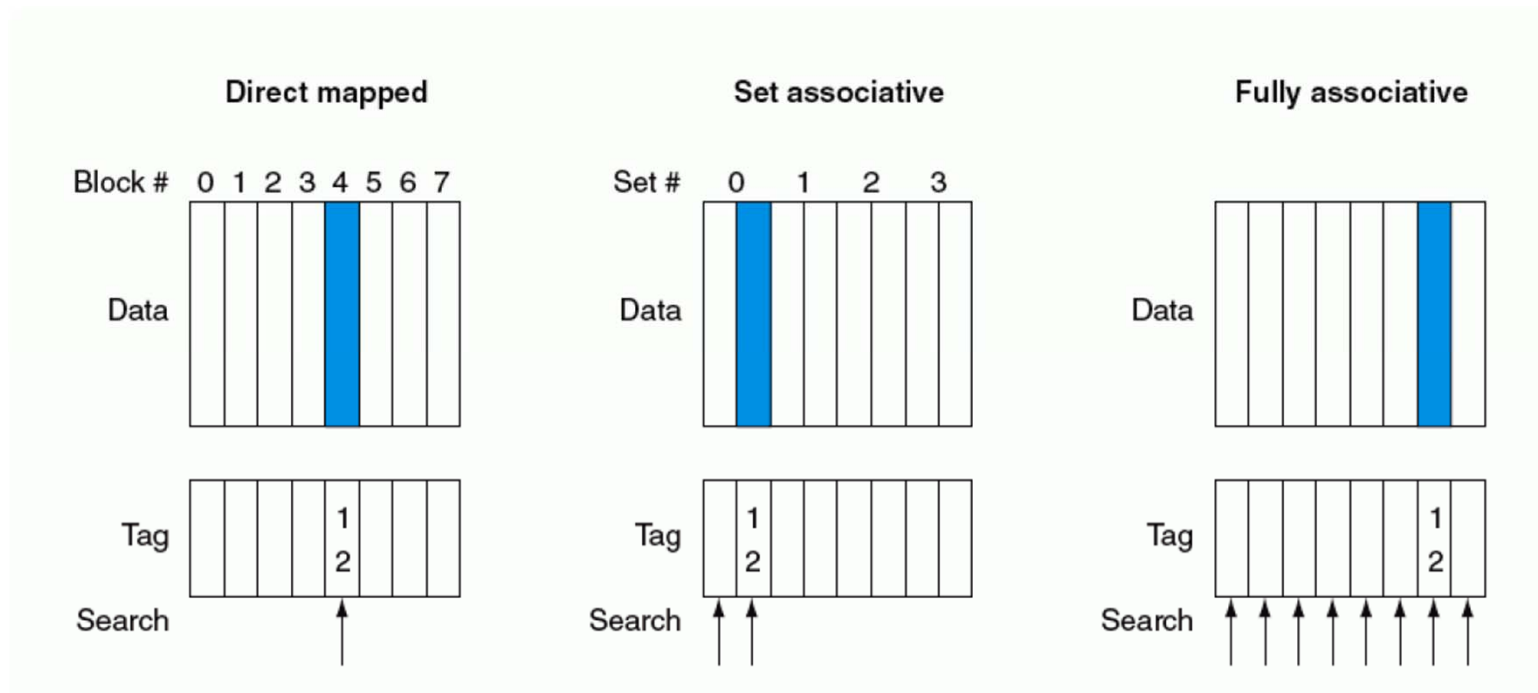 Direct mapped
Block # 0 1 2 3 4 5 6 7
Data
Tag
1
2
Search
Set associative
Set # 0 1 2 3
Data
Tag
1
2
Search
Fully associative
Data
Tag
1
2
Search